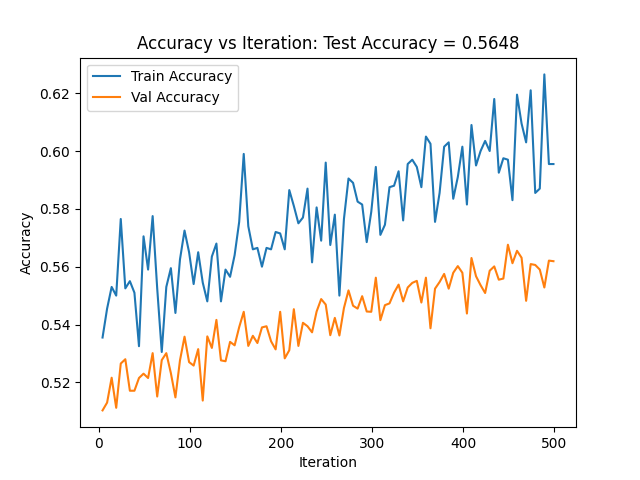 Accuracy vs Iteration: Test Accuracy = 0.5648
Train Accuracy
Val Accuracy
Accuracy
0.62
0.60
0.58
0.56
0.54
0.52
0
100
200
300
400
500
Iteration